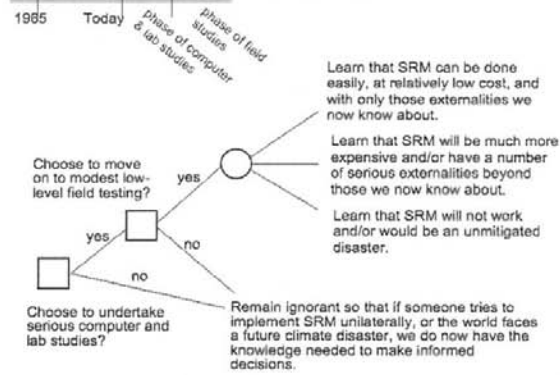 1965
Today
phase of computer
& lab studies
phase of field
studies
Learn that SRM can be done
easily, at relatively low cost, and
with only those externalities we
now know about.
Choose to move
on to modest low-
level field testing?
yes
Learn that SRM will be much more
expensive and/or have a number
of serious externalities beyond
those we now know about.
Learn that SRM will not work
and/or would be an unmitigated
disaster.
yes
no
no
Choose to undertake
serious computer and
lab studies?
Remain ignorant so that if someone tries to
implement SRM unilaterally, or the world faces
a future climate disaster, we do now have the
knowledge needed to make informed
decisions.